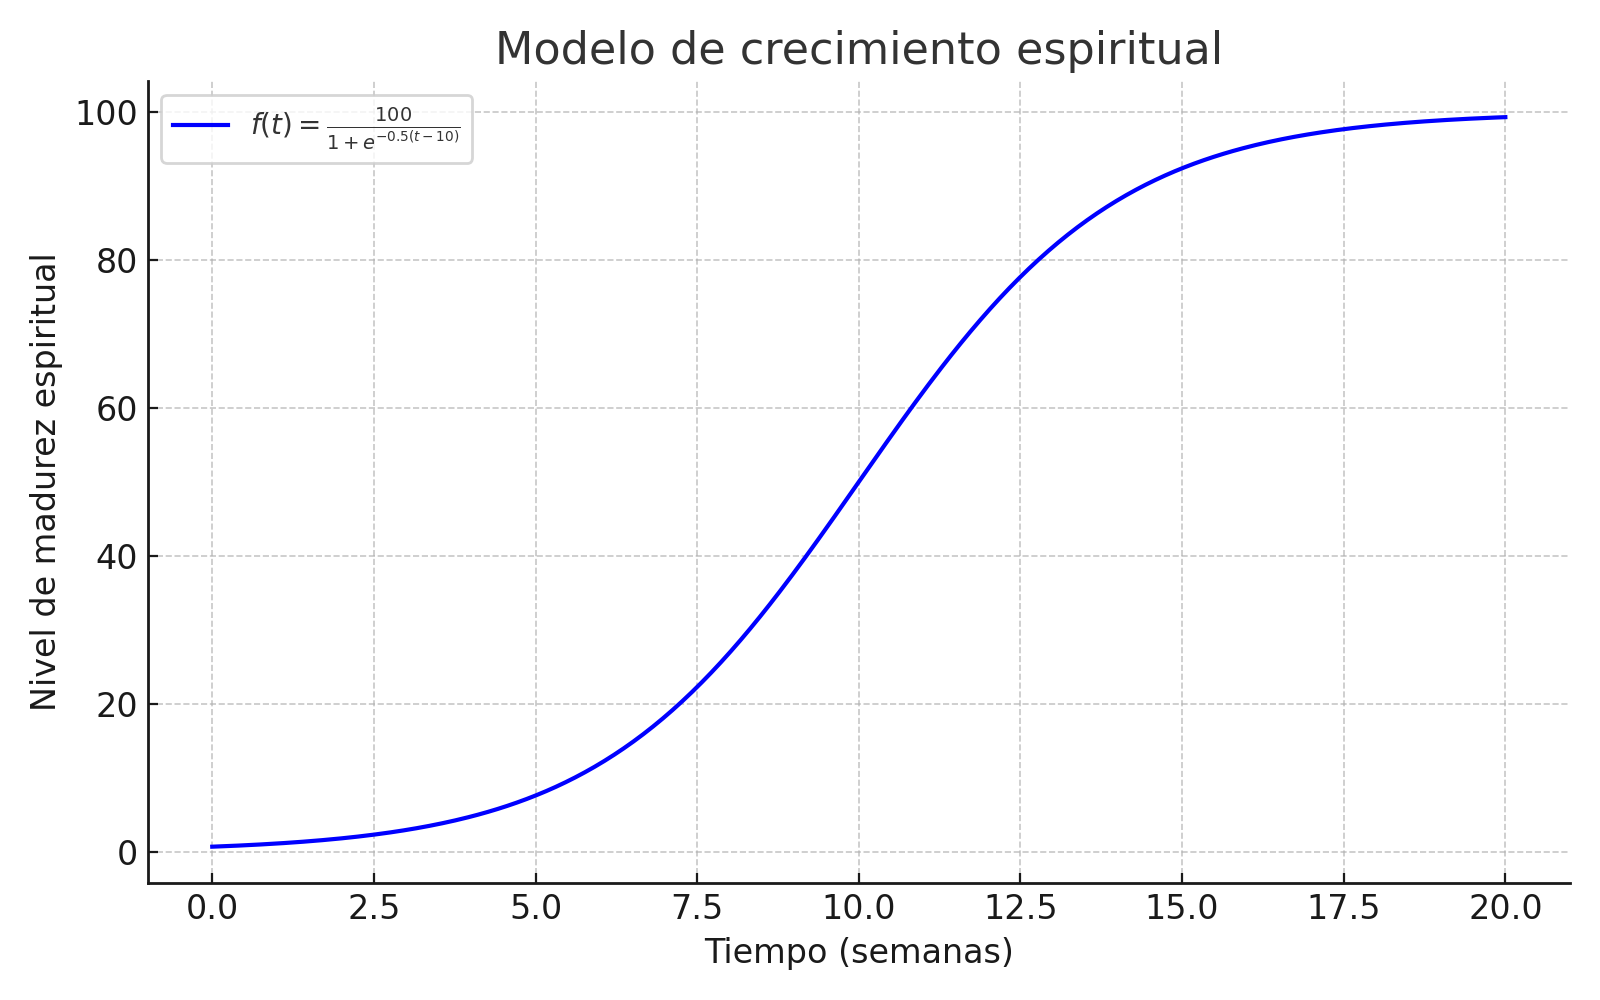 Modelo de crecimiento espiritual
f(t) = \frac{100}{1 + e^{-0.5(t-10)}}
Nivel de madurez espiritual
100
80
60
40
20
0
0.0 2.5 5.0 7.5 10.0 12.5 15.0 17.5 20.0
Tiempo (semanas)